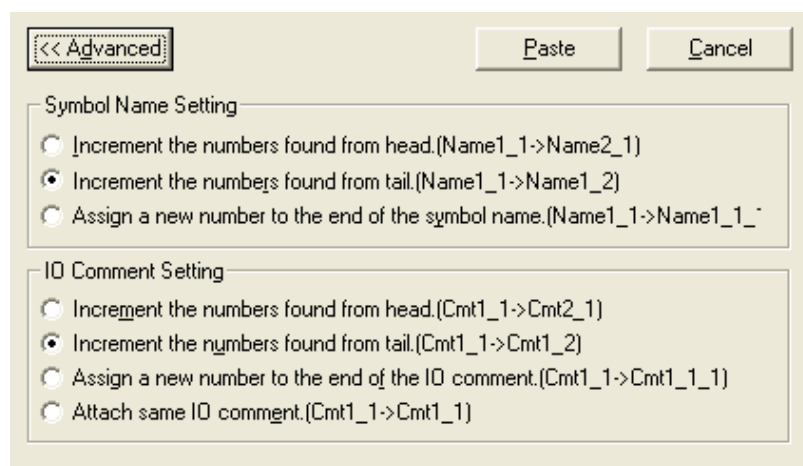 << Advanced Paste Cancel
Symbol Name Setting
Increment the numbers found from head.(Name1_1->Name2_1)
Increment the numbers found from tail.(Name1_1->Name1_2)
Assign a new number to the end of the symbol name.(Name1_1->Name1_1_
IO Comment Setting
Increment the numbers found from head.(Cmt1_1->Cmt2_1)
Increment the numbers found from tail.(Cmt1_1->Cmt1_2)
Assign a new number to the end of the IO comment.(Cmt1_1->Cmt1_1_1)
Attach same IO comment.(Cmt1_1->Cmt1_1)